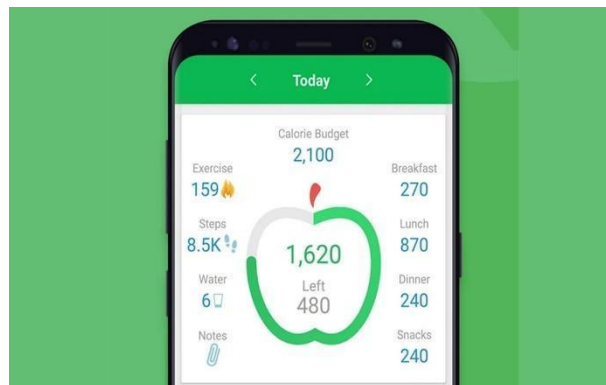 < Today >
Calorie Budget
2,100
Exercise
159
Steps
8.5K
Water
6
Notes
1,620
Left
480
Breakfast
270
Lunch
870
Dinner
240
Snacks
240